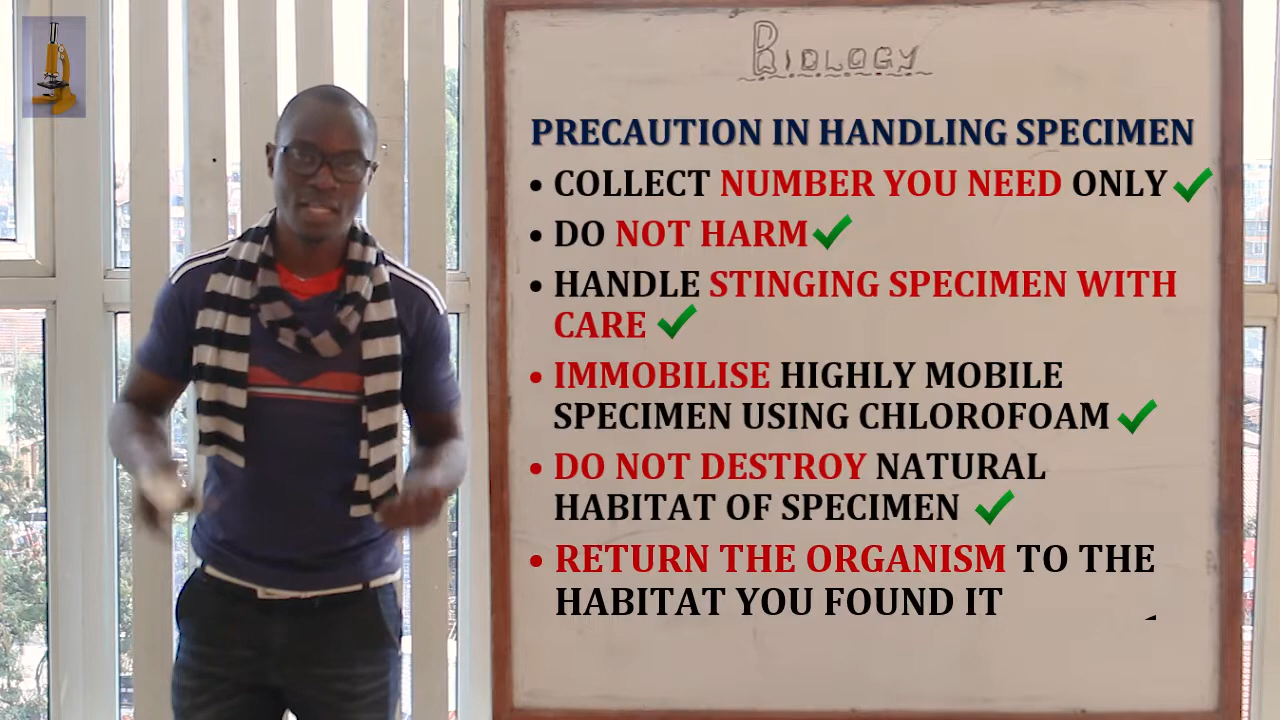 BIOLOGY
PRECAUTION IN HANDLING SPECIMEN
• COLLECT NUMBER YOU NEED ONLY
• DO NOT HARM
• HANDLE STINGING SPECIMEN WITH
CARE
• IMMOBILISE HIGHLY MOBILE
SPECIMEN USING CHLOROFOAM
• DO NOT DESTROY NATURAL
HABITAT OF SPECIMEN
• RETURN THE ORGANISM TO THE
HABITAT YOU FOUND IT